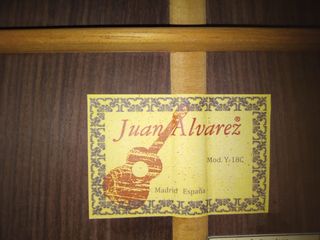 Juan Alvarez®
Mod. Y-18C
Madrid España